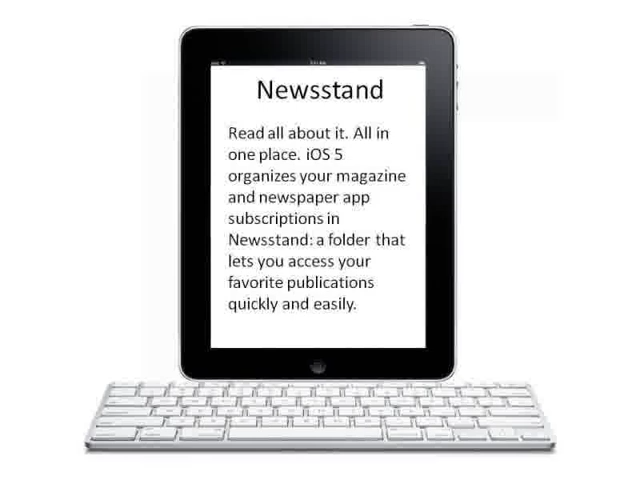 Newsstand
Read all about it. All in
one place. iOS 5
organizes your magazine
and newspaper app
subscriptions in
Newsstand: a folder that
lets you access your
favorite publications
quickly and easily.